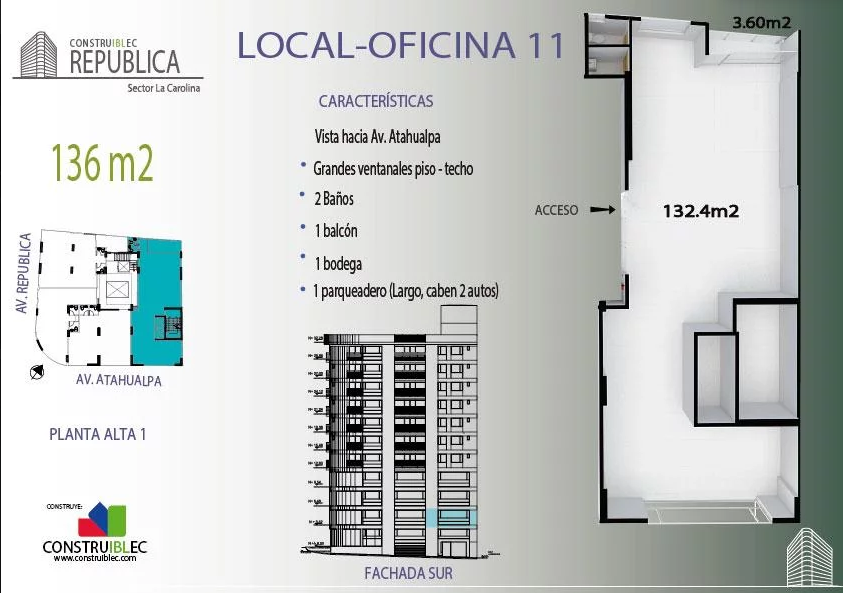 CONSTRUIBLEC
REPUBLICA
Sector La Carolina
LOCAL-OFICINA 11
3.60m2
CARACTERÍSTICAS
136 m2
Vista hacia Av. Atahualpa
• Grandes ventanales piso - techo
• 2 Baños
• 1 balcón
• 1 bodega
• 1 parqueadero (Largo, caben 2 autos)
ACCESO
132.4m2
AV. REPUBLICA
AV. ATAHUALPA
PLANTA ALTA 1
CONSTRUYE:
CONSTRUIBLEC
www.construiblec.com
FACHADA SUR